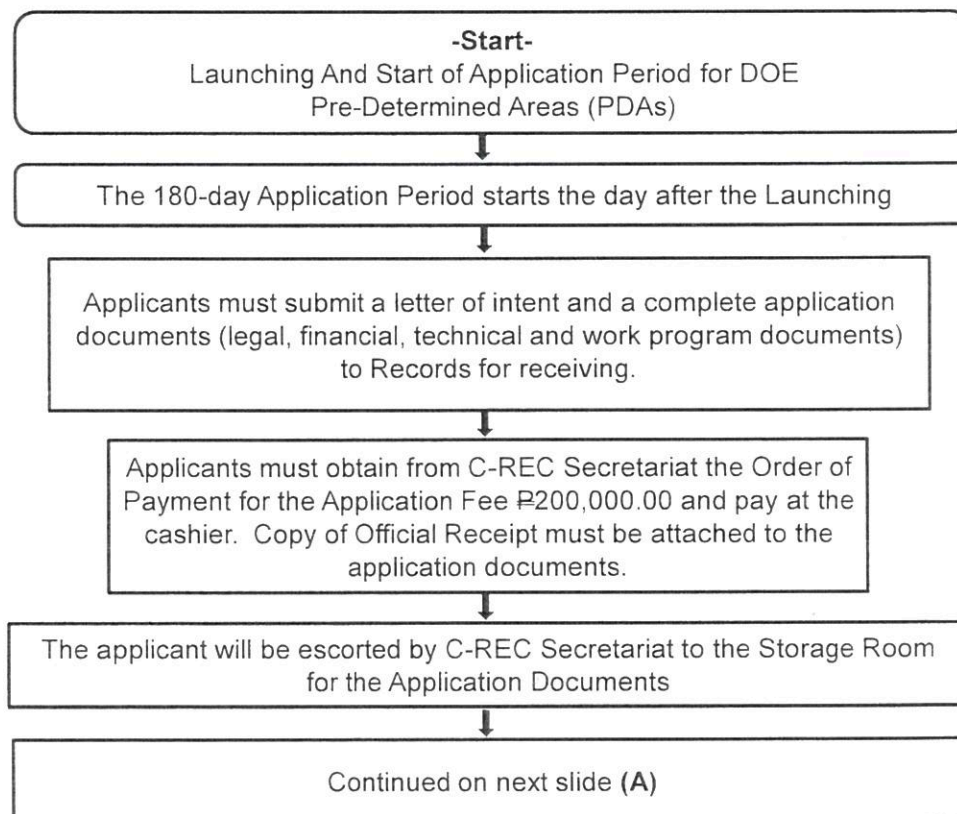 -Start-
Launching And Start of Application Period for DOE
Pre-Determined Areas (PDAs)
The 180-day Application Period starts the day after the Launching
Applicants must submit a letter of intent and a complete application
documents (legal, financial, technical and work program documents)
to Records for receiving.
Applicants must obtain from C-REC Secretariat the Order of
Payment for the Application Fee ₱200,000.00 and pay at the
cashier. Copy of Official Receipt must be attached to the
application documents.
The applicant will be escorted by C-REC Secretariat to the Storage Room
for the Application Documents
Continued on next slide (A)